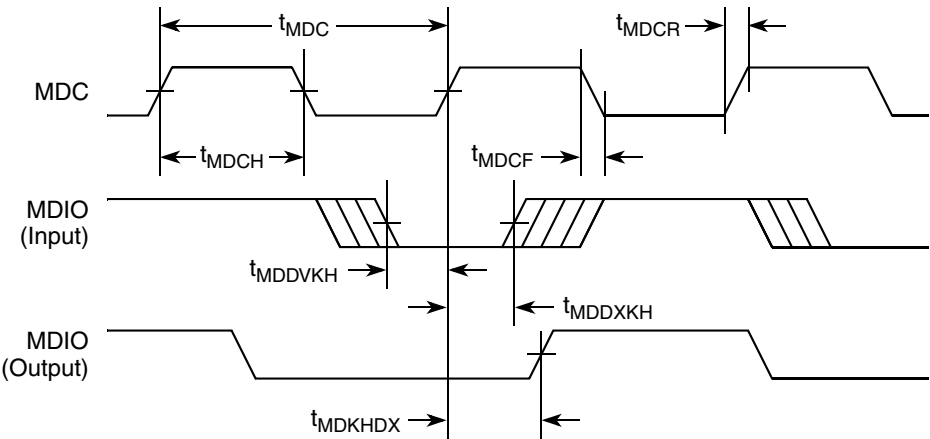 tMDC
tMDCR
MDC
tMDCH
tMDCF
MDIO
(Input)
tMDDVKH
tMDDXKH
MDIO
(Output)
tMDKHDX